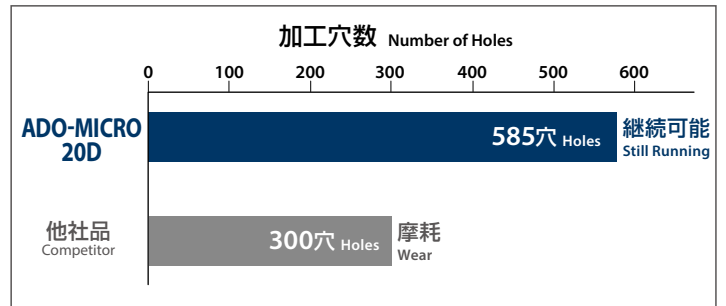 加工穴数 Number of Holes
0 100 200 300 400 500 600
ADO-MICRO
20D
585穴 Holes
継続可能
Still Running
他社品
Competitor
300穴 Holes
摩耗
Wear